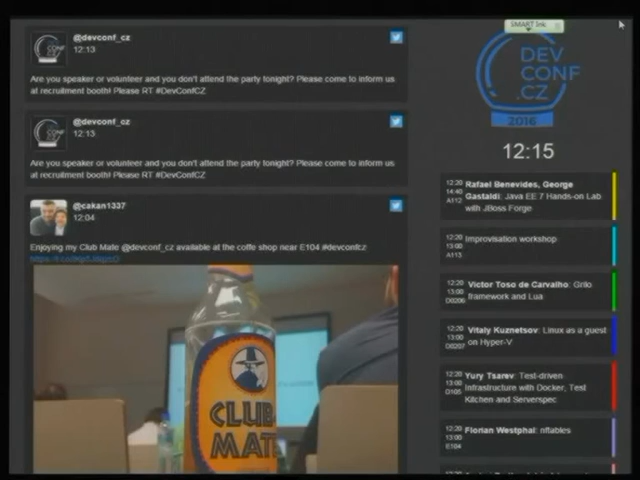 SMART Ink
@devconf_cz
12:13
Are you speaker or volunteer and you don't attend the party tonight? Please come to inform us
at recruitment booth! Please RT #DevConfCZ
@devconf_cz
12:13
Are you speaker or volunteer and you don't attend the party tonight? Please come to inform us
at recruitment booth! Please RT #DevConfCZ
@cakan1337
12:04
Enjoying my Club Mate @devconf_cz available at the coffe shop near E104 #devconfcz
CLUB
MATE
DEV
CONF
.CZ
2016
12:15
12:20
14:40
A112
Rafael Benevides, George
Gastaldi: Java EE 7 Hands-on Lab
with JBoss Forge
12:20
13:00
A113
Improvisation workshop
12:20
13:00
D0206
Victor Toso de Carvalho: Grilo
framework and Lua
12:20
13:00
D0207
Vitaly Kuznetsov: Linux as a guest
on Hyper-V
12:20
13:00
D105
Yury Tsarev: Test-driven
Infrastructure with Docker, Test
Kitchen and Serverspec
12:20
13:00
E104
Florian Westphal: nftables
12:20